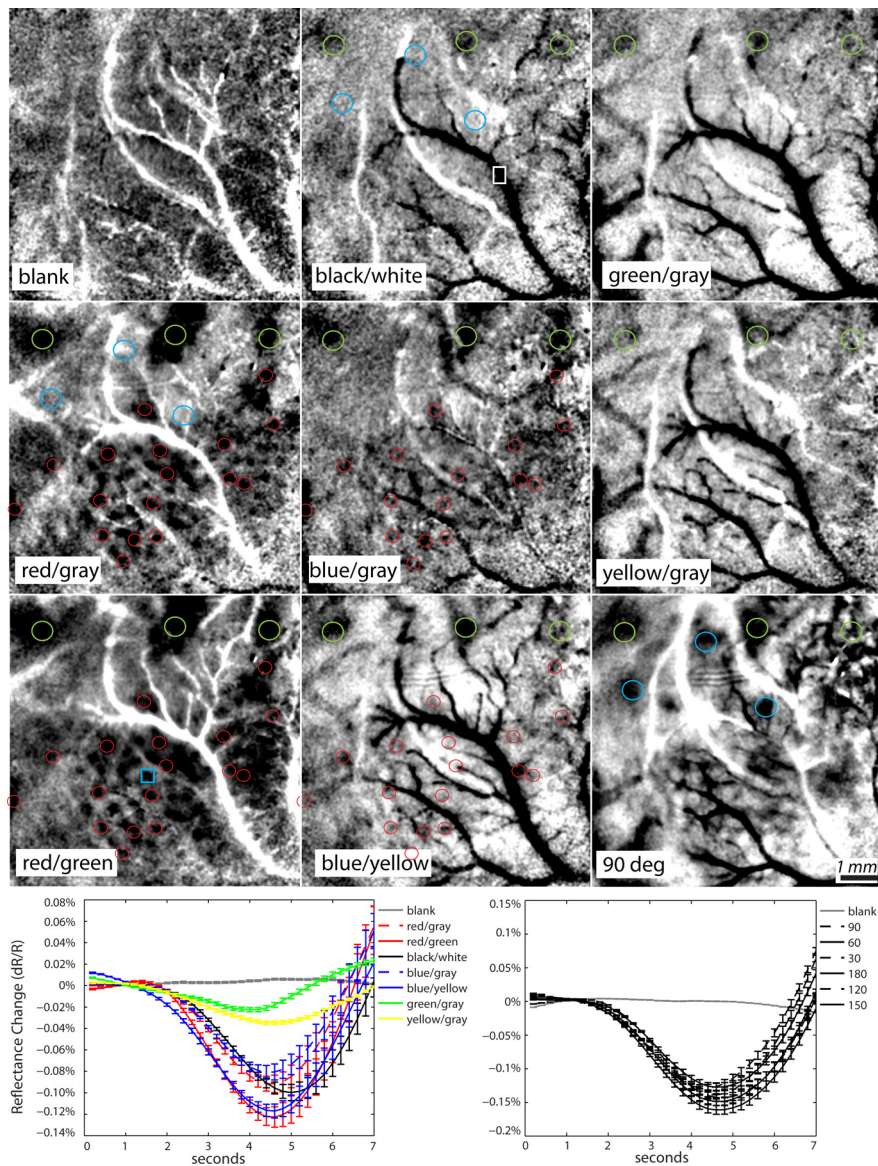 blank
black/white
green/gray
red/gray
blue/gray
yellow/gray
red/green
blue/yellow
90 deg
1 mm
Reflectance Change (dR/R)
0.08%
0.06%
0.04%
0.02%
0%
−0.02%
−0.04%
−0.06%
−0.08%
−0.10%
−0.12%
−0.14%
0
1
2
3
4
5
6
7
seconds
blank
red/gray
red/green
black/white
blue/gray
blue/yellow
green/gray
yellow/gray
0.15%
0.1%
0.05%
0%
−0.05%
−0.1%
−0.15%
−0.2%
0
1
2
3
4
5
6
7
seconds
blank
90
60
30
180
120
150